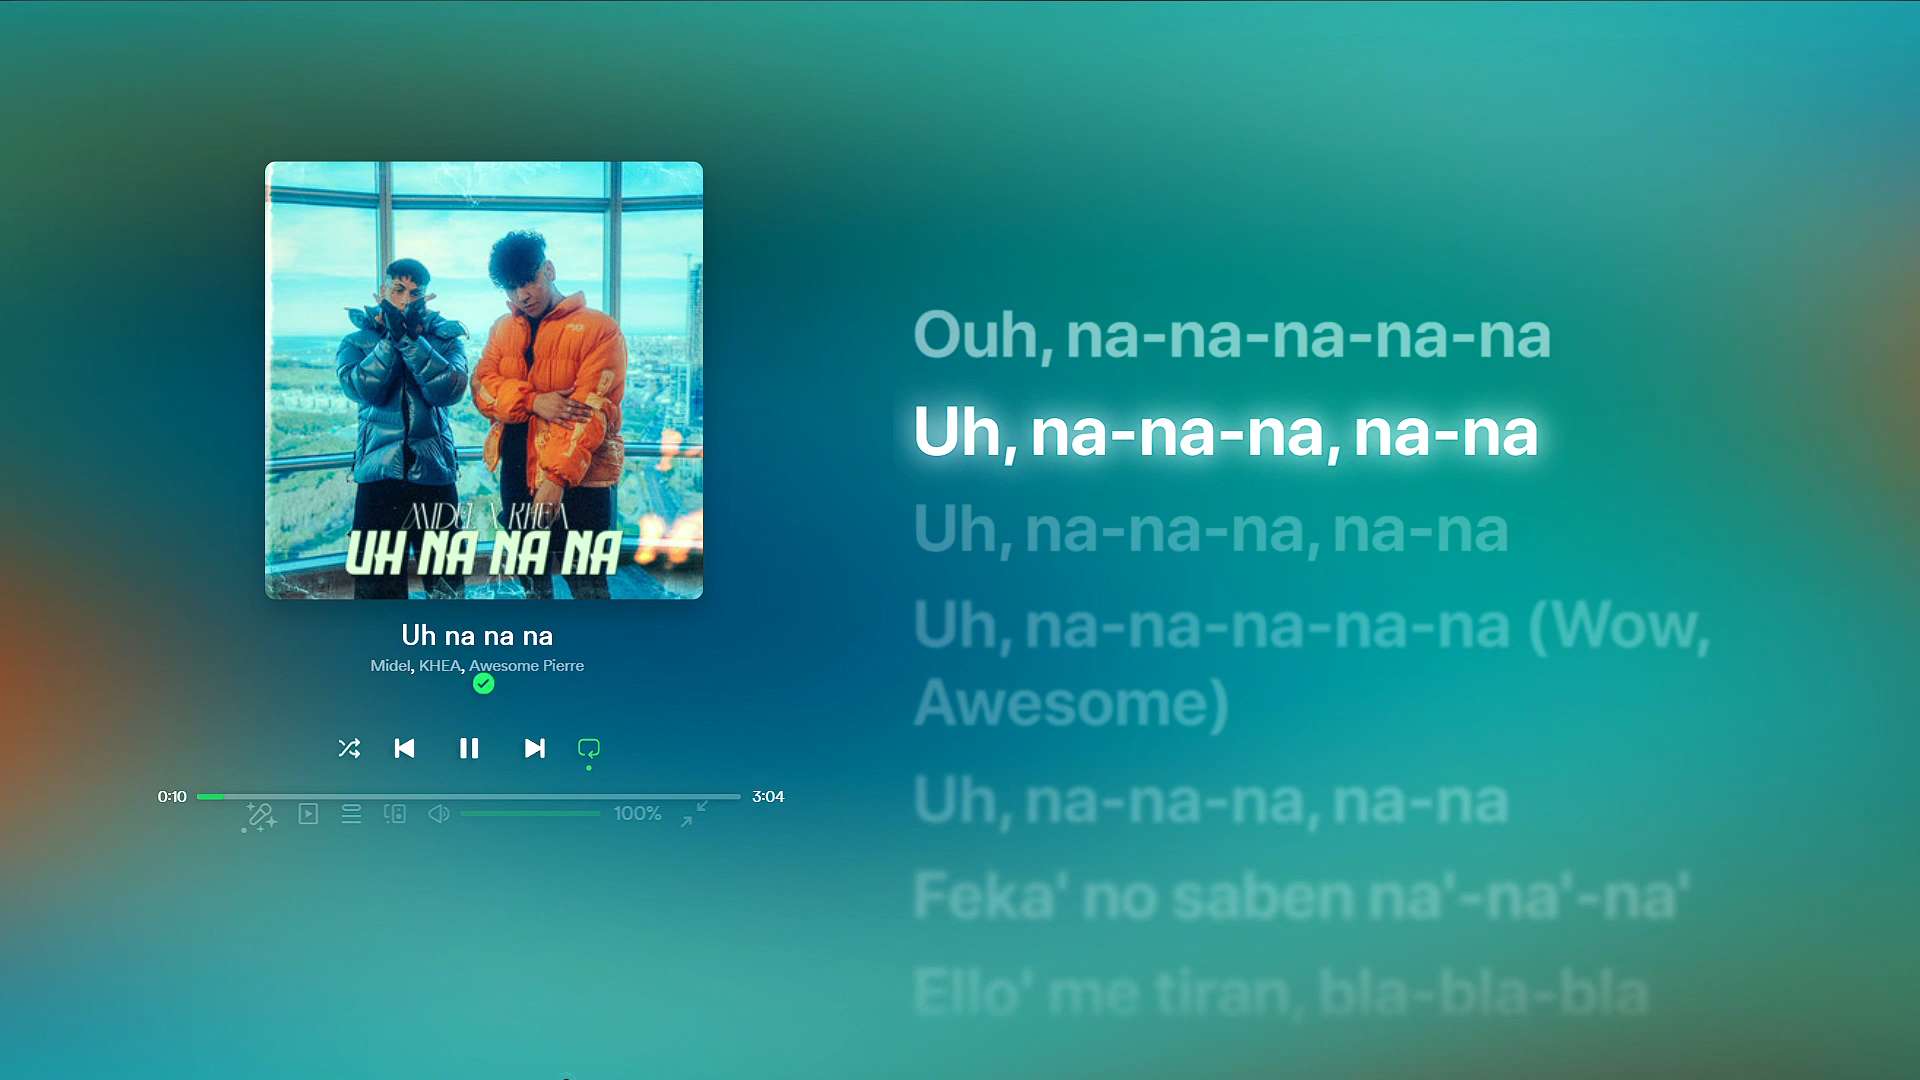 MIDEL X KHEA
UH NA NA NA
Uh na na na
Midel, KHEA, Awesome Pierre
0:10
3:04
100%
Ouh, na-na-na-na-na
Uh, na-na-na, na-na
Uh, na-na-na, na-na
Uh, na-na-na-na-na (Wow,
Awesome)
Uh, na-na-na, na-na
Feka' no saben na'-na'-na'
Ello' me tiran, bla-bla-bla